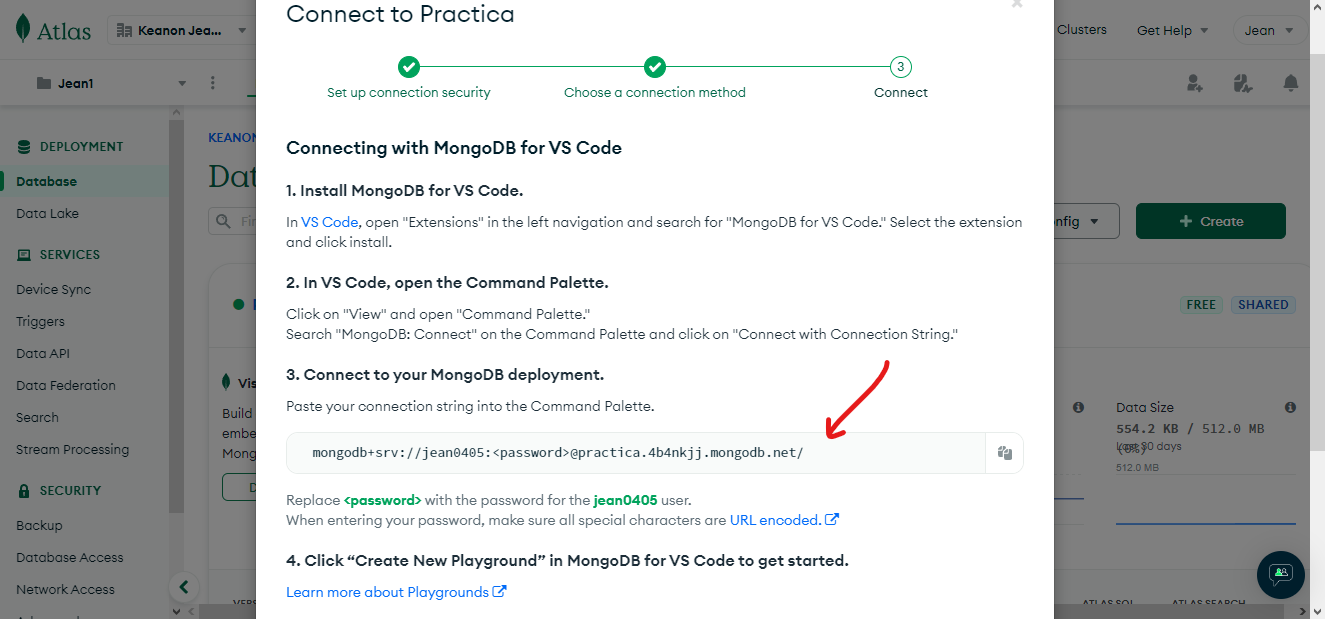 Connect to Practica
Atlas
Keanon Jea...
Clusters
Get Help
Jean
Jean1
Set up connection security
Choose a connection method
3
Connect
DEPLOYMENT
Database
Data Lake
SERVICES
Device Sync
Triggers
Data API
Data Federation
Search
Stream Processing
SECURITY
Backup
Database Access
Network Access
KEANON
Dat
Fin
nfig
+ Create
FREE
SHARED
Vis
Build
embe
Mong
D
Connecting with MongoDB for VS Code
1. Install MongoDB for VS Code.
In VS Code, open "Extensions" in the left navigation and search for "MongoDB for VS Code." Select the extension
and click install.
2. In VS Code, open the Command Palette.
Click on "View" and open "Command Palette."
Search "MongoDB: Connect" on the Command Palette and click on "Connect with Connection String."
3. Connect to your MongoDB deployment.
Paste your connection string into the Command Palette.
mongodb+srv://jean0405:<password>@practica.4b4nkjj.mongodb.net/
Replace <password> with the password for the jean0405 user.
When entering your password, make sure all special characters are URL encoded.
4. Click “Create New Playground” in MongoDB for VS Code to get started.
Learn more about Playgrounds
Data Size
554.2 KB / 512.0 MB
(0%)
Last 30 days
512.0 MB
VERS
ATLAS SQL
ATLAS SEARCH